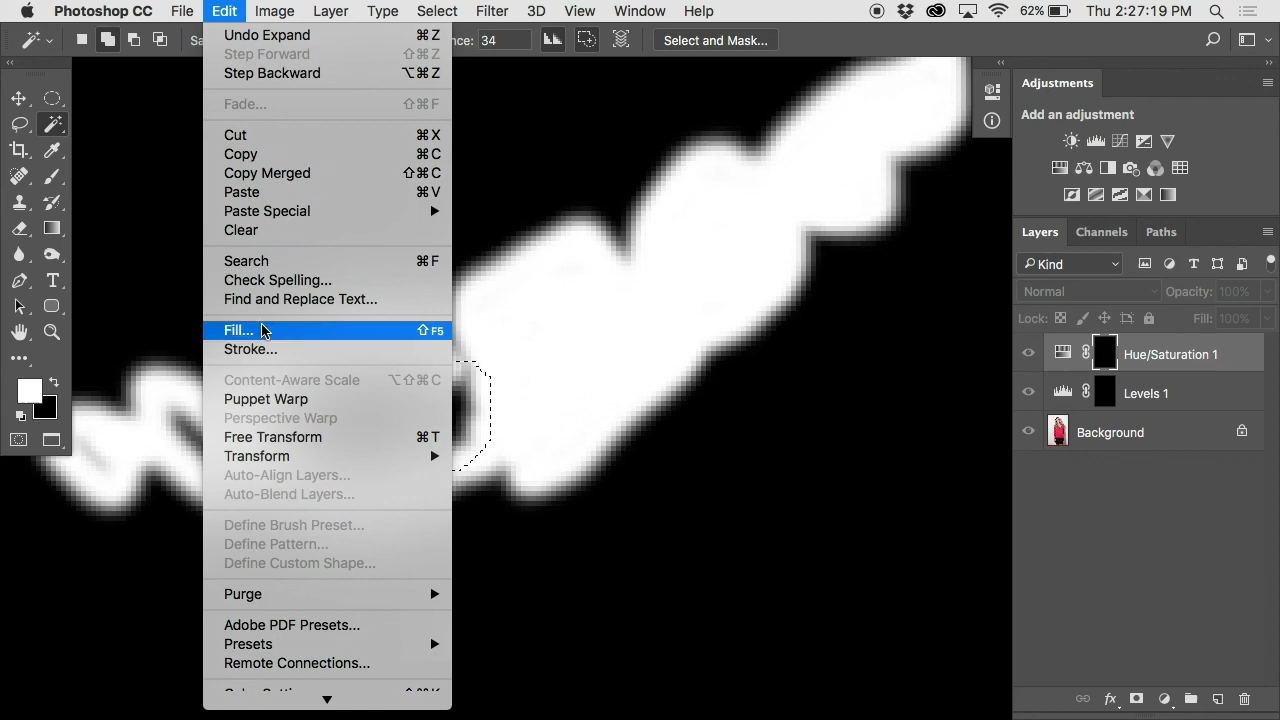 Photoshop CC File Edit Image Layer Type Select Filter 3D View Window Help 62% Thu 2:27:19 PM
Sa nce: 34 Select and Mask...
Undo Expand ⌘Z
Step Forward ⇧⌘Z
Step Backward ⌥⌘Z
Fade... ⇧⌘F
Cut ⌘X
Copy ⌘C
Copy Merged ⇧⌘C
Paste ⌘V
Paste Special
Clear
Search ⌘F
Check Spelling...
Find and Replace Text...
Fill... ⇧F5
Stroke...
Content-Aware Scale ⌥⇧⌘C
Puppet Warp
Perspective Warp
Free Transform ⌘T
Transform
Auto-Align Layers...
Auto-Blend Layers...
Define Brush Preset...
Define Pattern...
Define Custom Shape...
Purge
Adobe PDF Presets...
Presets
Remote Connections...
Adjustments
Add an adjustment
Layers Channels Paths
Kind
Normal Opacity: 100%
Lock: Fill: 100%
Hue/Saturation 1
Levels 1
Background
fx